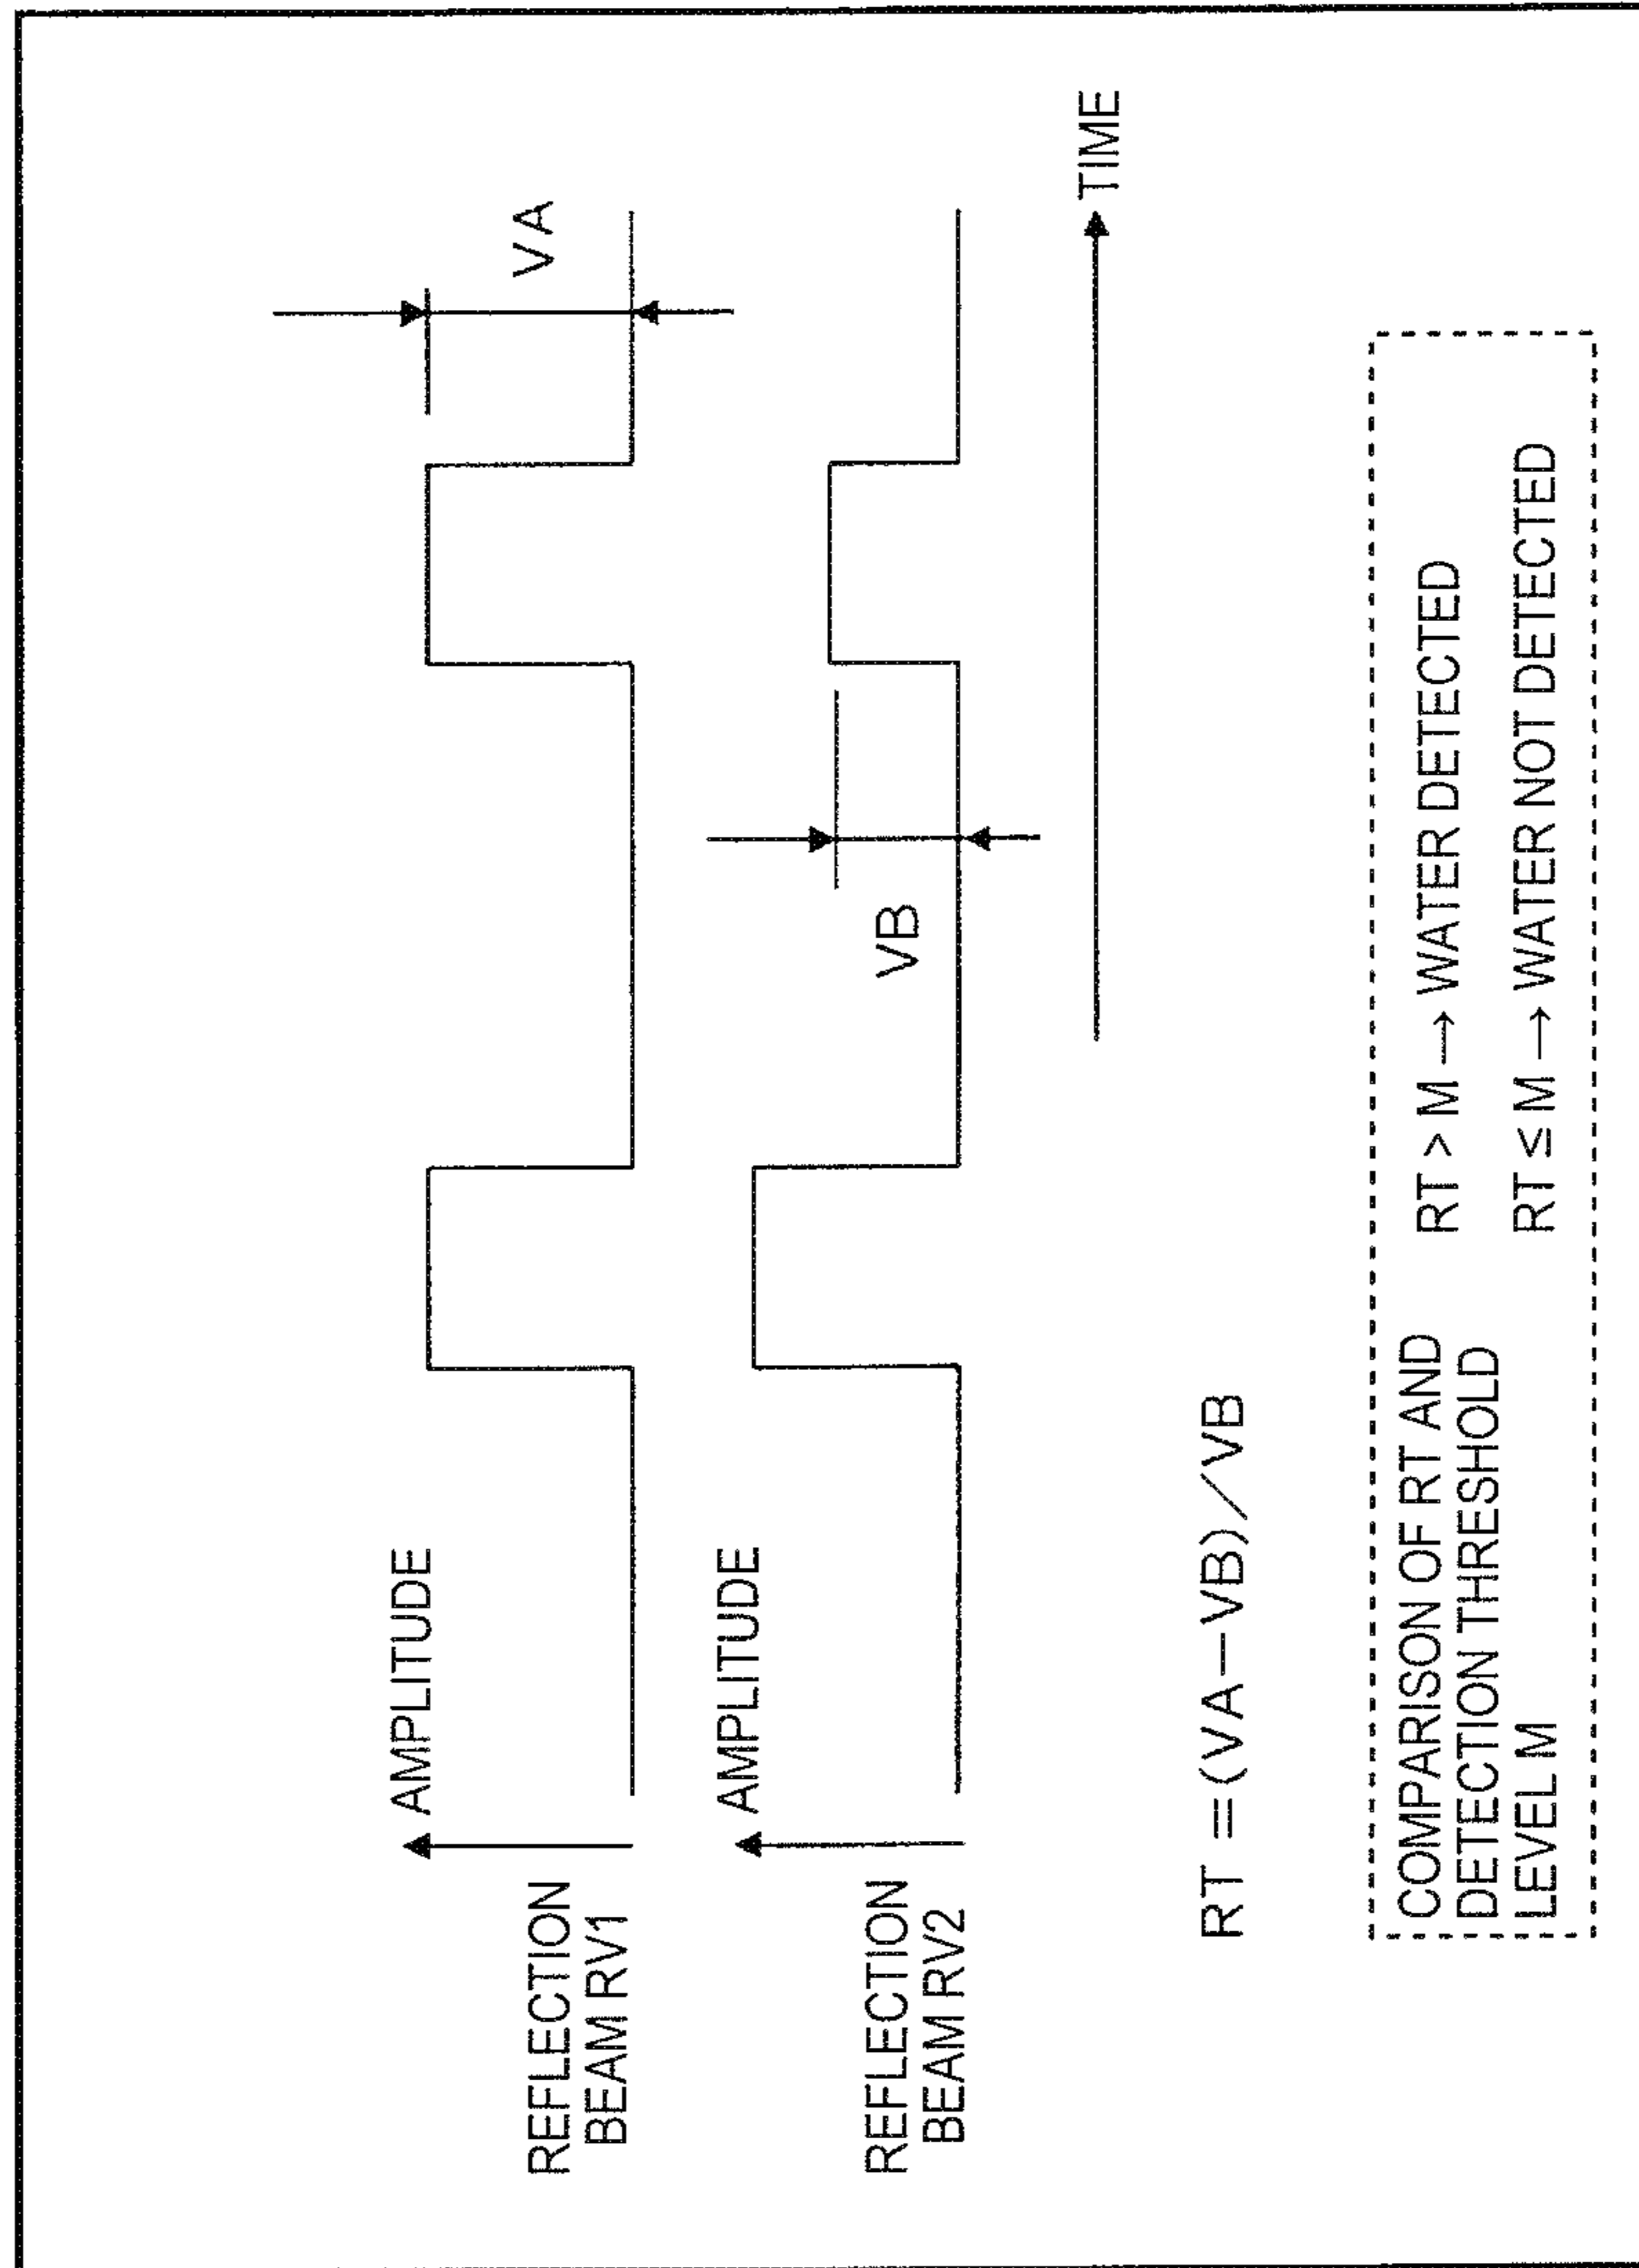 AMPLITUDE
VA
REFLECTION
BEAM RV1
AMPLITUDE
VB
REFLECTION
BEAM RV2
TIME
RT =(VA－VB)／VB
COMPARISON OF RT AND
DETECTION THRESHOLD
LEVEL M
RT > M → WATER DETECTED
RT ≤ M → WATER NOT DETECTED